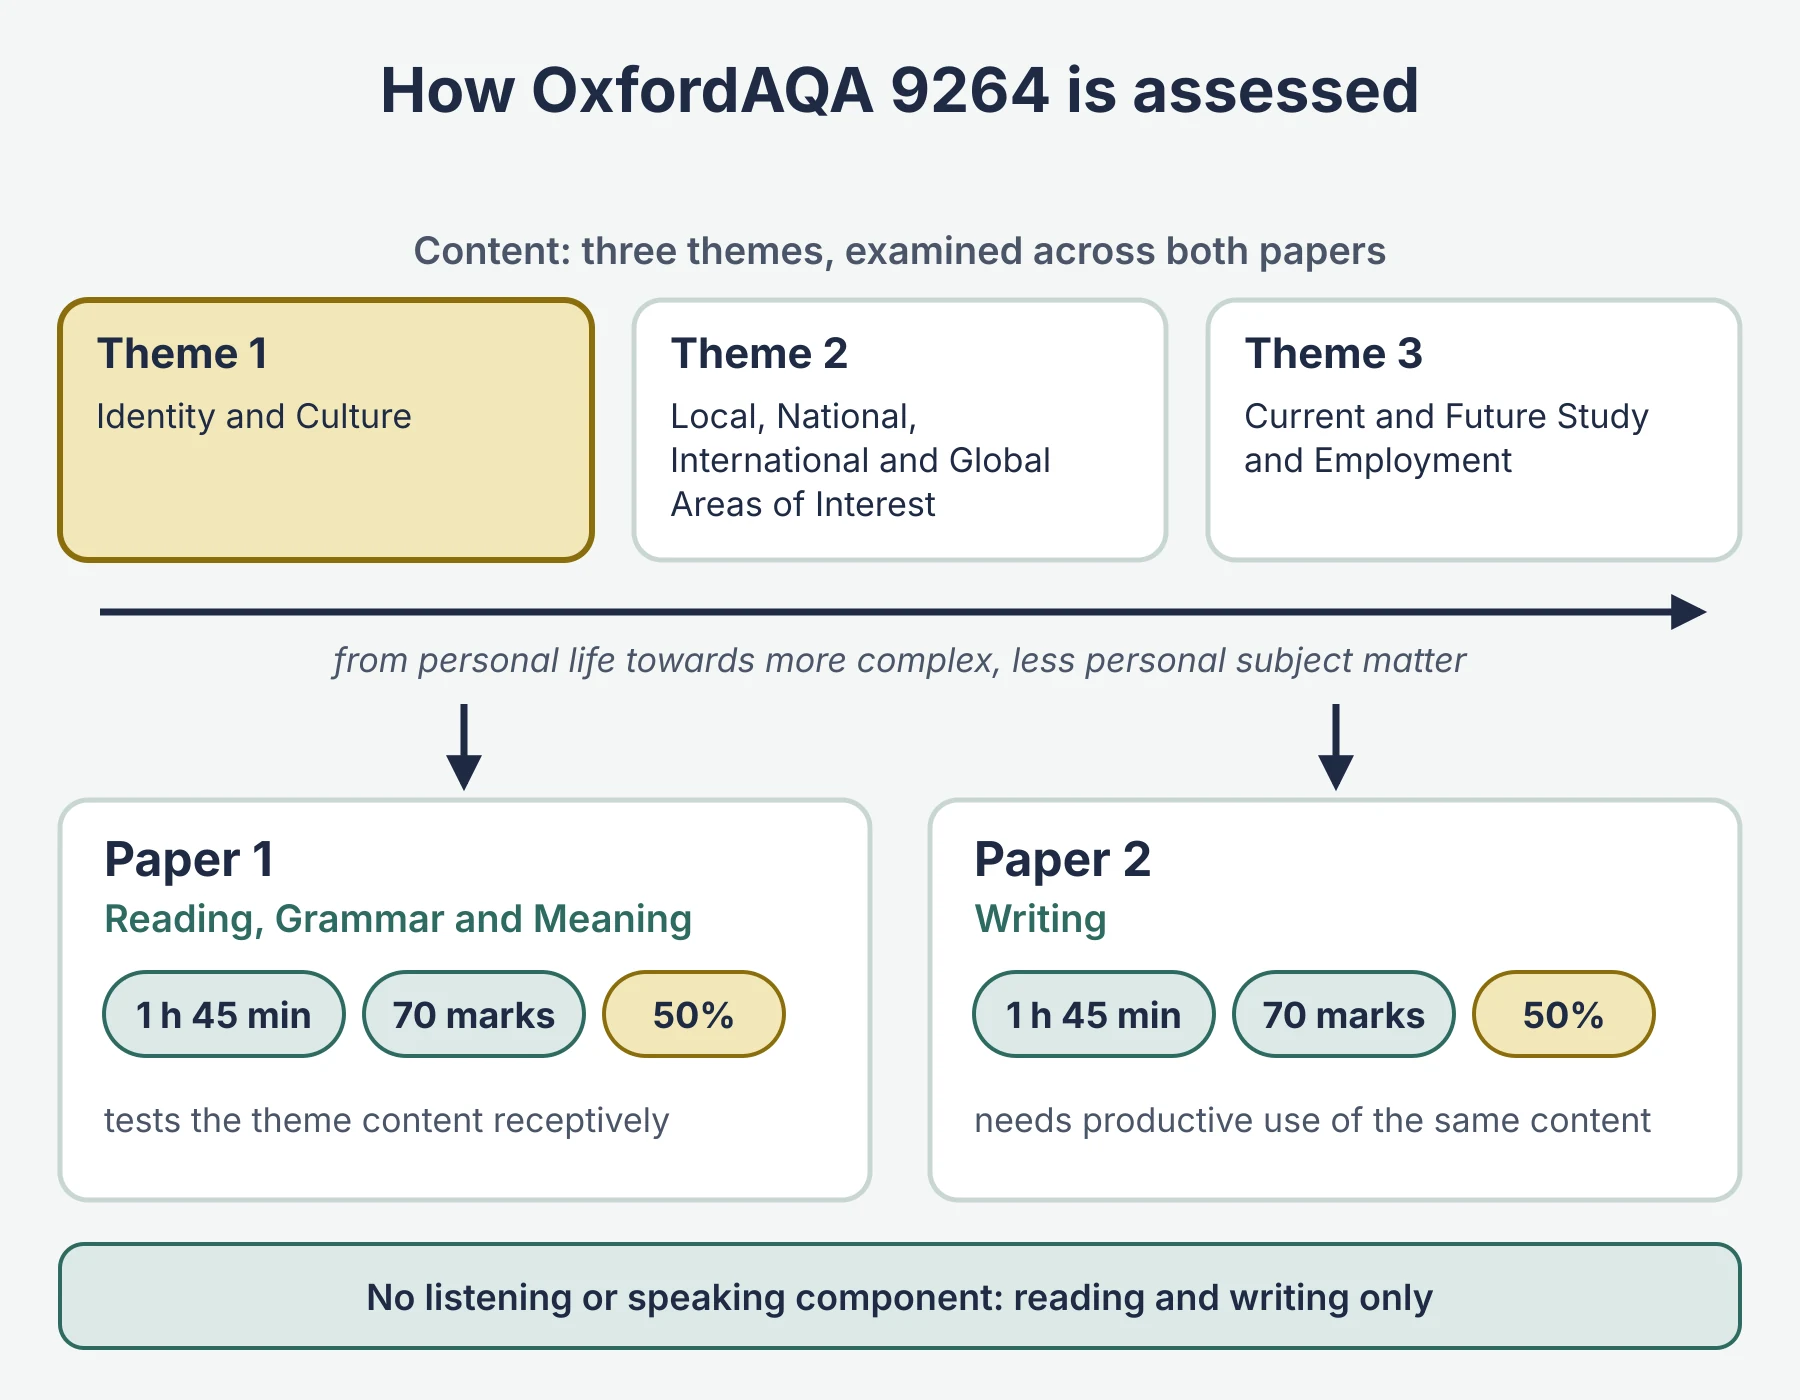 How OxfordAQA 9264 is assessed
Content: three themes, examined across both papers
Theme 1
Identity and Culture
Theme 2
Local, National,
International and Global
Areas of Interest
Theme 3
Current and Future Study
and Employment
from personal life towards more complex, less personal subject matter
Paper 1
Reading, Grammar and Meaning
1 h 45 min
70 marks
50%
tests the theme content receptively
Paper 2
Writing
1 h 45 min
70 marks
50%
needs productive use of the same content
No listening or speaking component: reading and writing only